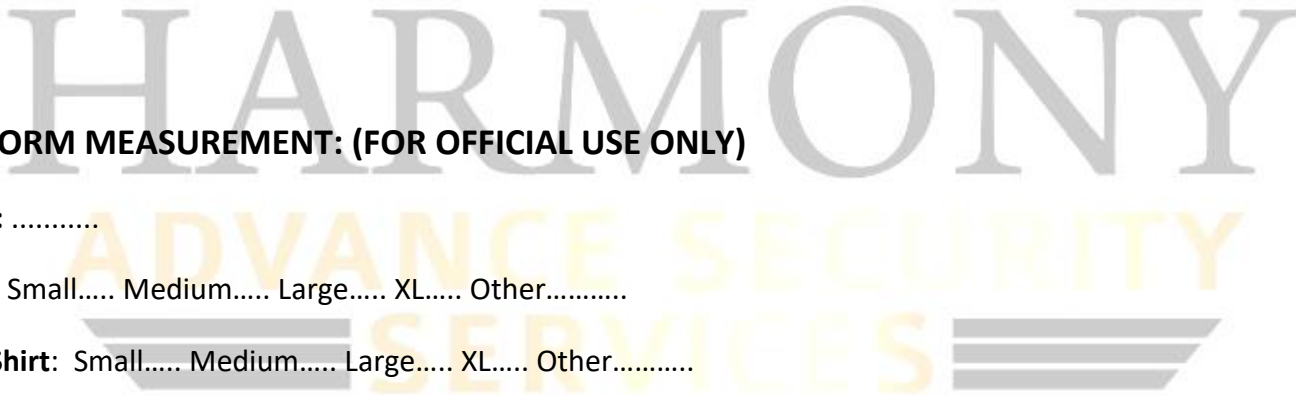 HARMONY
ORM MEASUREMENT: (FOR OFFICIAL USE ONLY)
: ...........
ADVANCE SECURITY
Small….. Medium….. Large….. XL….. Other………..
SERVICES
Shirt: Small….. Medium….. Large….. XL….. Other………..